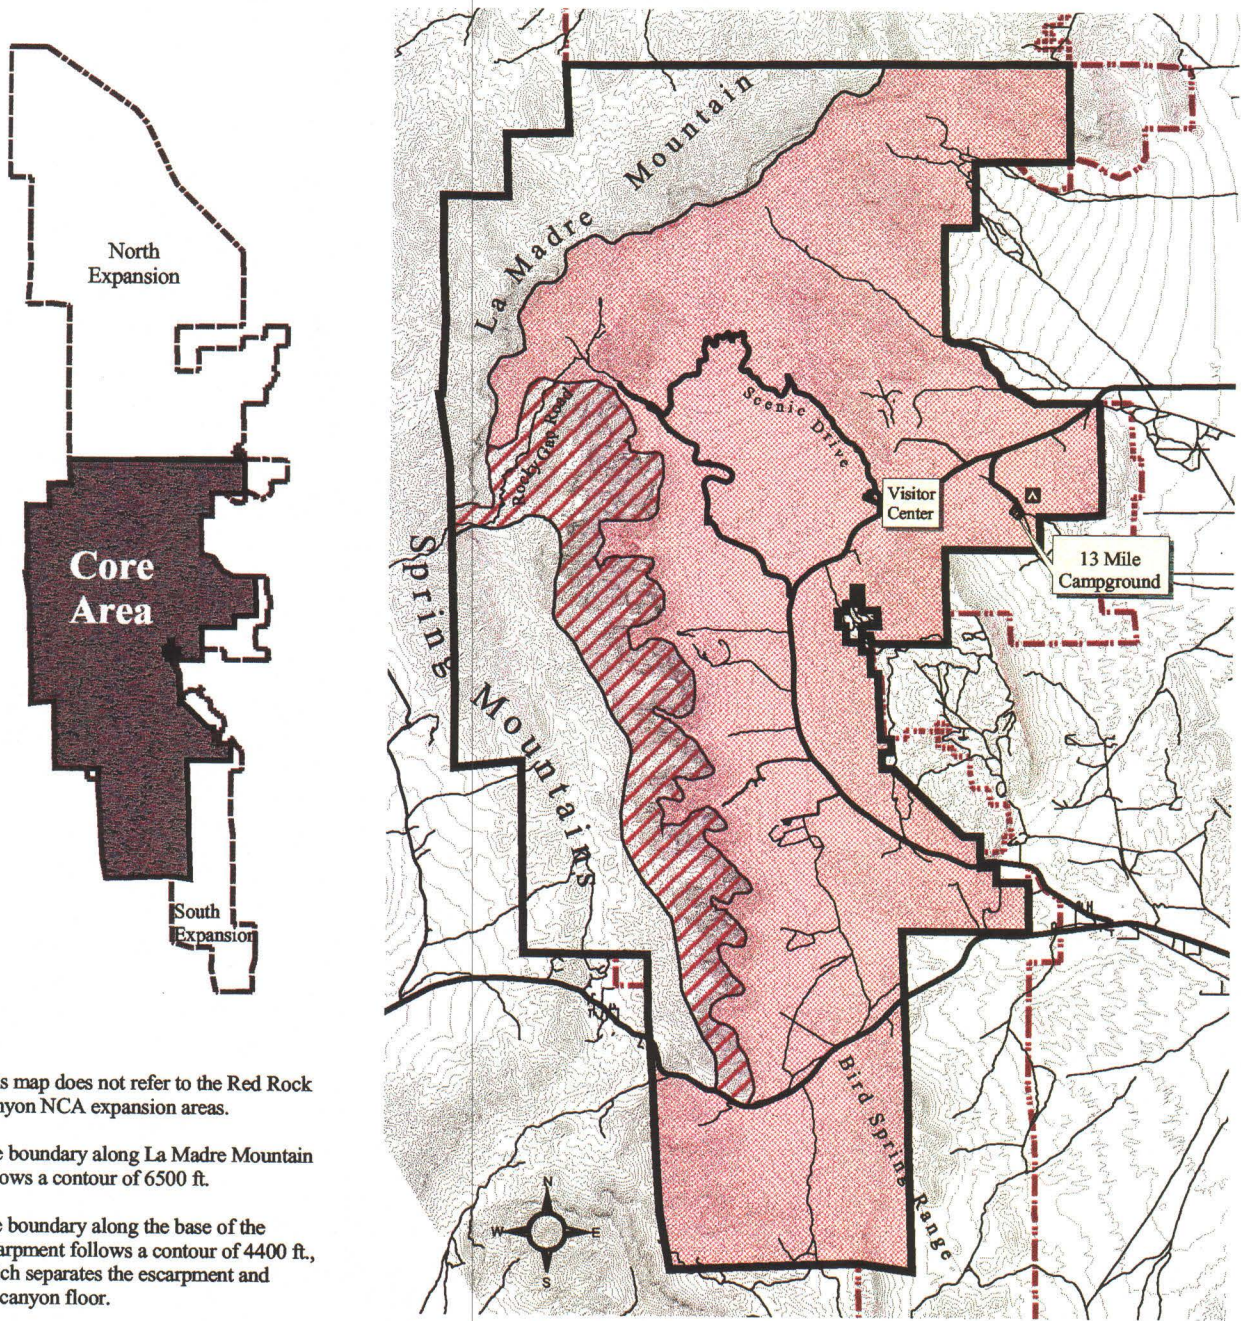 North
Expansion
Core
Area
South
Expansion
s map does not refer to the Red Rock
nyon NCA expansion areas.
e boundary along La Madre Mountain
lows a contour of 6500 ft.
e boundary along the base of the
arpment follows a contour of 4400 ft.,
ch separates the escarpment and
canyon floor.
La Madre Mountain
Rocky Gap Road
Scenic Drive
Visitor
Center
13 Mile
Campground
Spring Mountains
Bird Spring Range
N
W
E
S